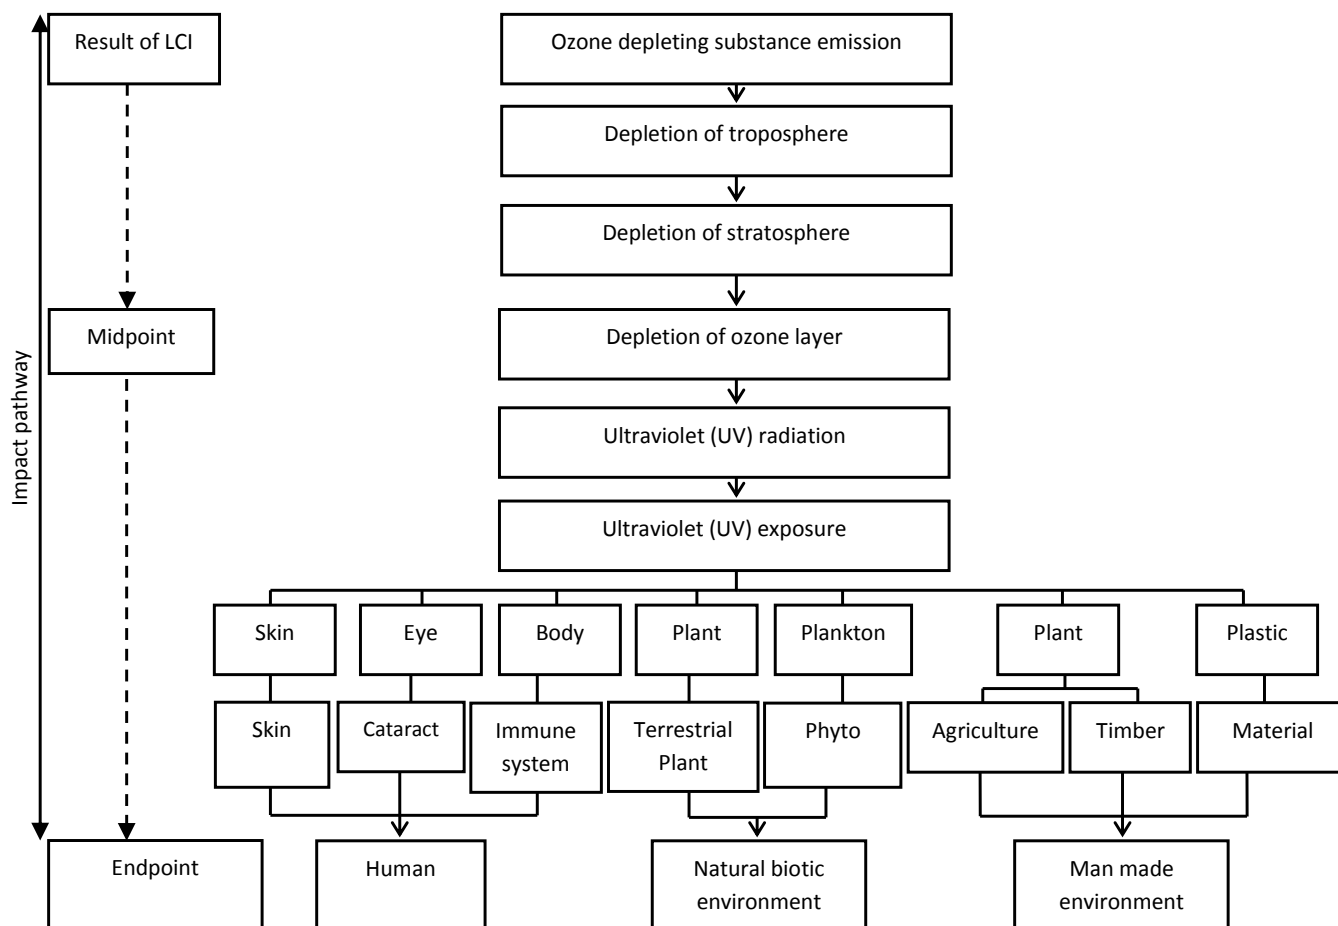 Result of LCI
Ozone depleting substance emission
Depletion of troposphere
Depletion of stratosphere
Midpoint
Depletion of ozone layer
Impact pathway
Ultraviolet (UV) radiation
Ultraviolet (UV) exposure
Skin
Eye
Body
Plant
Plankton
Plant
Plastic
Skin
Cataract
Immune
system
Terrestrial
Plant
Phyto
Agriculture
Timber
Material
Endpoint
Human
Natural biotic
environment
Man made
environment